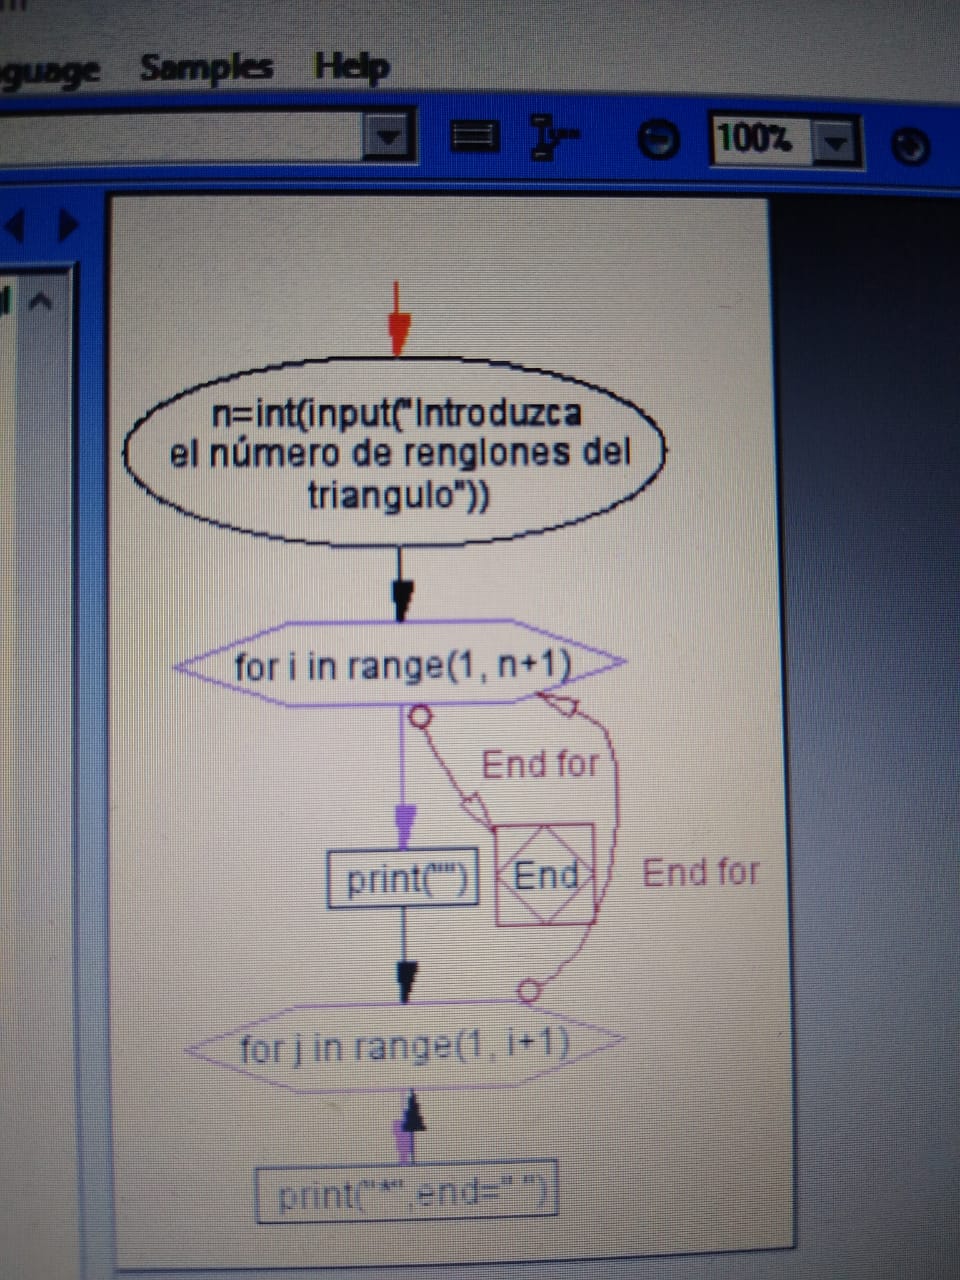 Samples Help
100%
n=int(input("Introduzca
el número de renglones del
triangulo"))
for i in range(1, n+1)
End for
print("")
End
End for
for j in range(1, i+1)
print("*",end=" ")